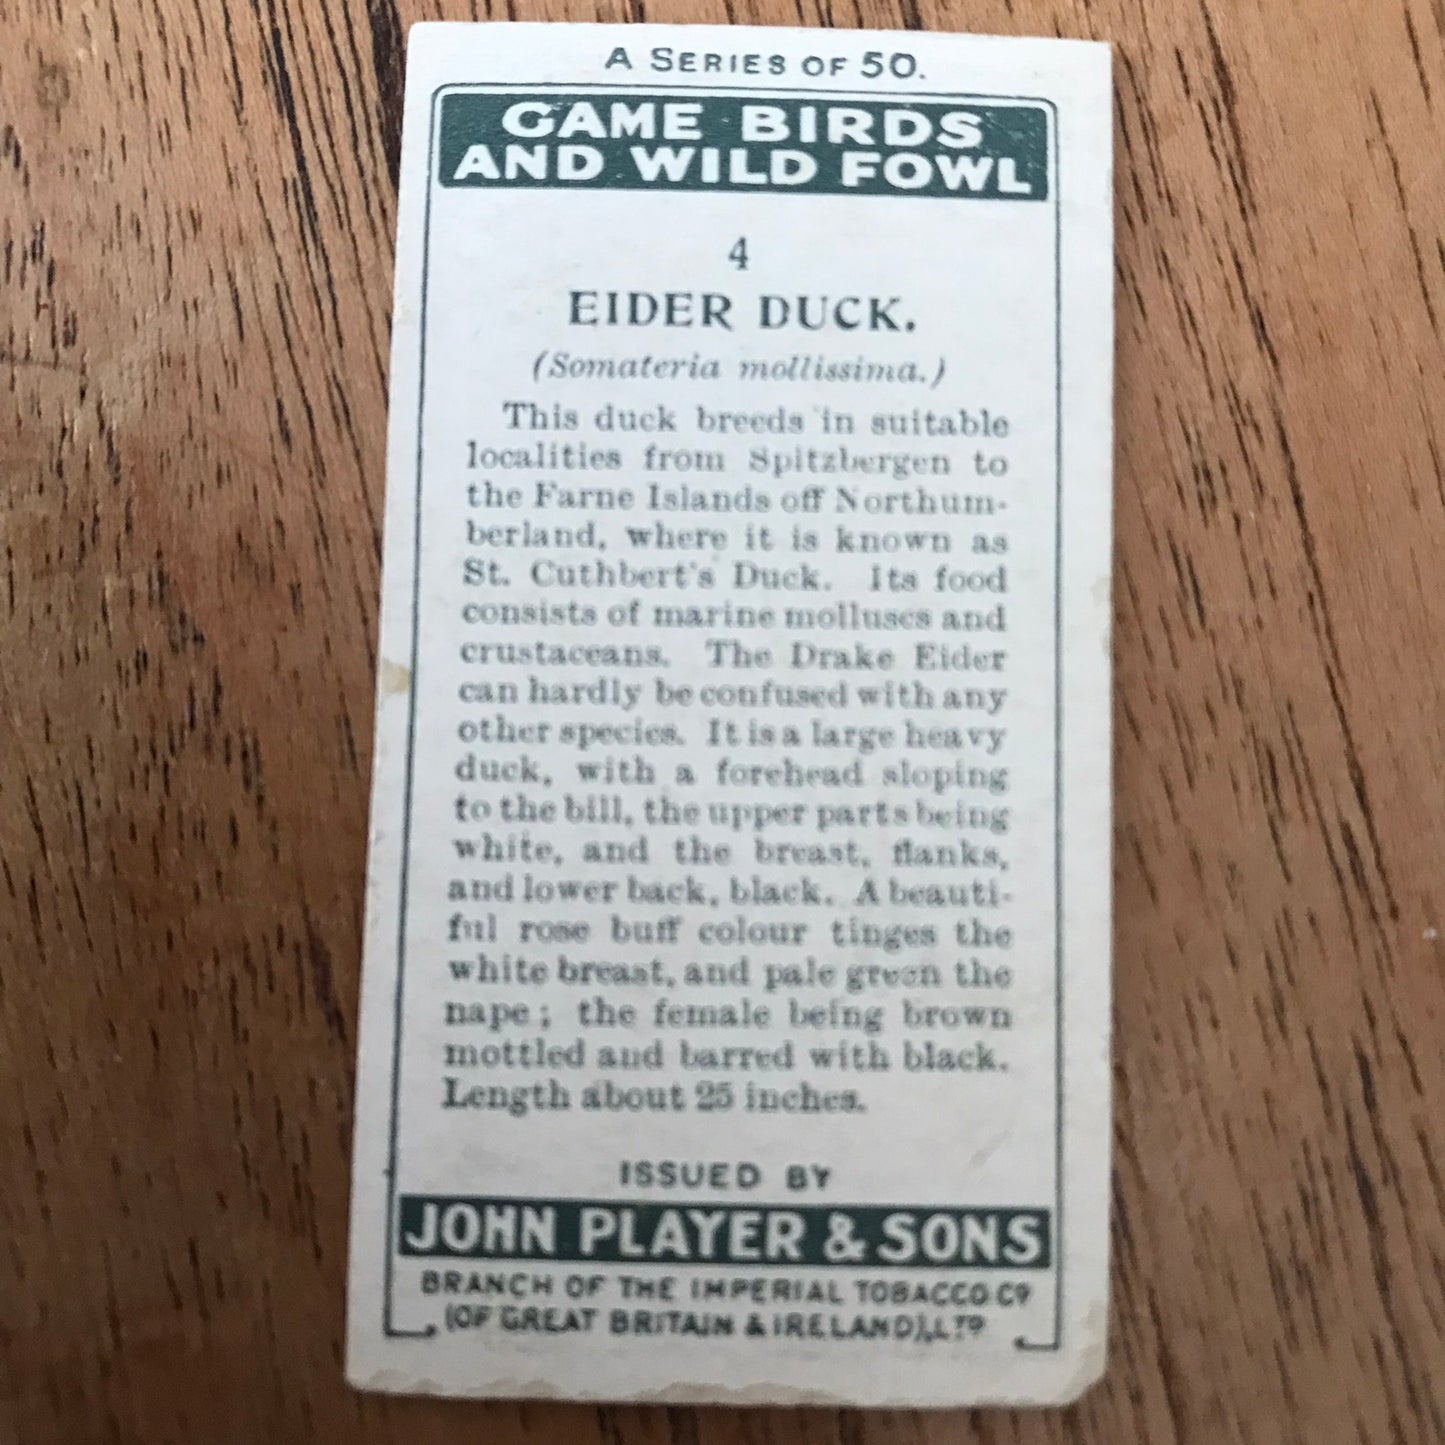 A SERIES OF 50.
GAME BIRDS
AND WILD FOWL
4
EIDER DUCK.
(Somateria mollissima.)
This duck breeds in suitable
localities from Spitzbergen to
the Farne Islands off Northum-
berland, where it is known as
St. Cuthbert's Duck. Its food
consists of marine molluscs and
crustaceans. The Drake Eider
can hardly be confused with any
other species. It is a large heavy
duck, with a forehead sloping
to the bill, the upper parts being
white, and the breast, flanks,
and lower back, black. A beauti-
ful rose buff colour tinges the
white breast, and pale green the
nape; the female being brown
mottled and barred with black.
Length about 25 inches.
ISSUED BY
JOHN PLAYER & SONS
BRANCH OF THE IMPERIAL TOBACCO CO
(OF GREAT BRITAIN & IRELAND), LTD